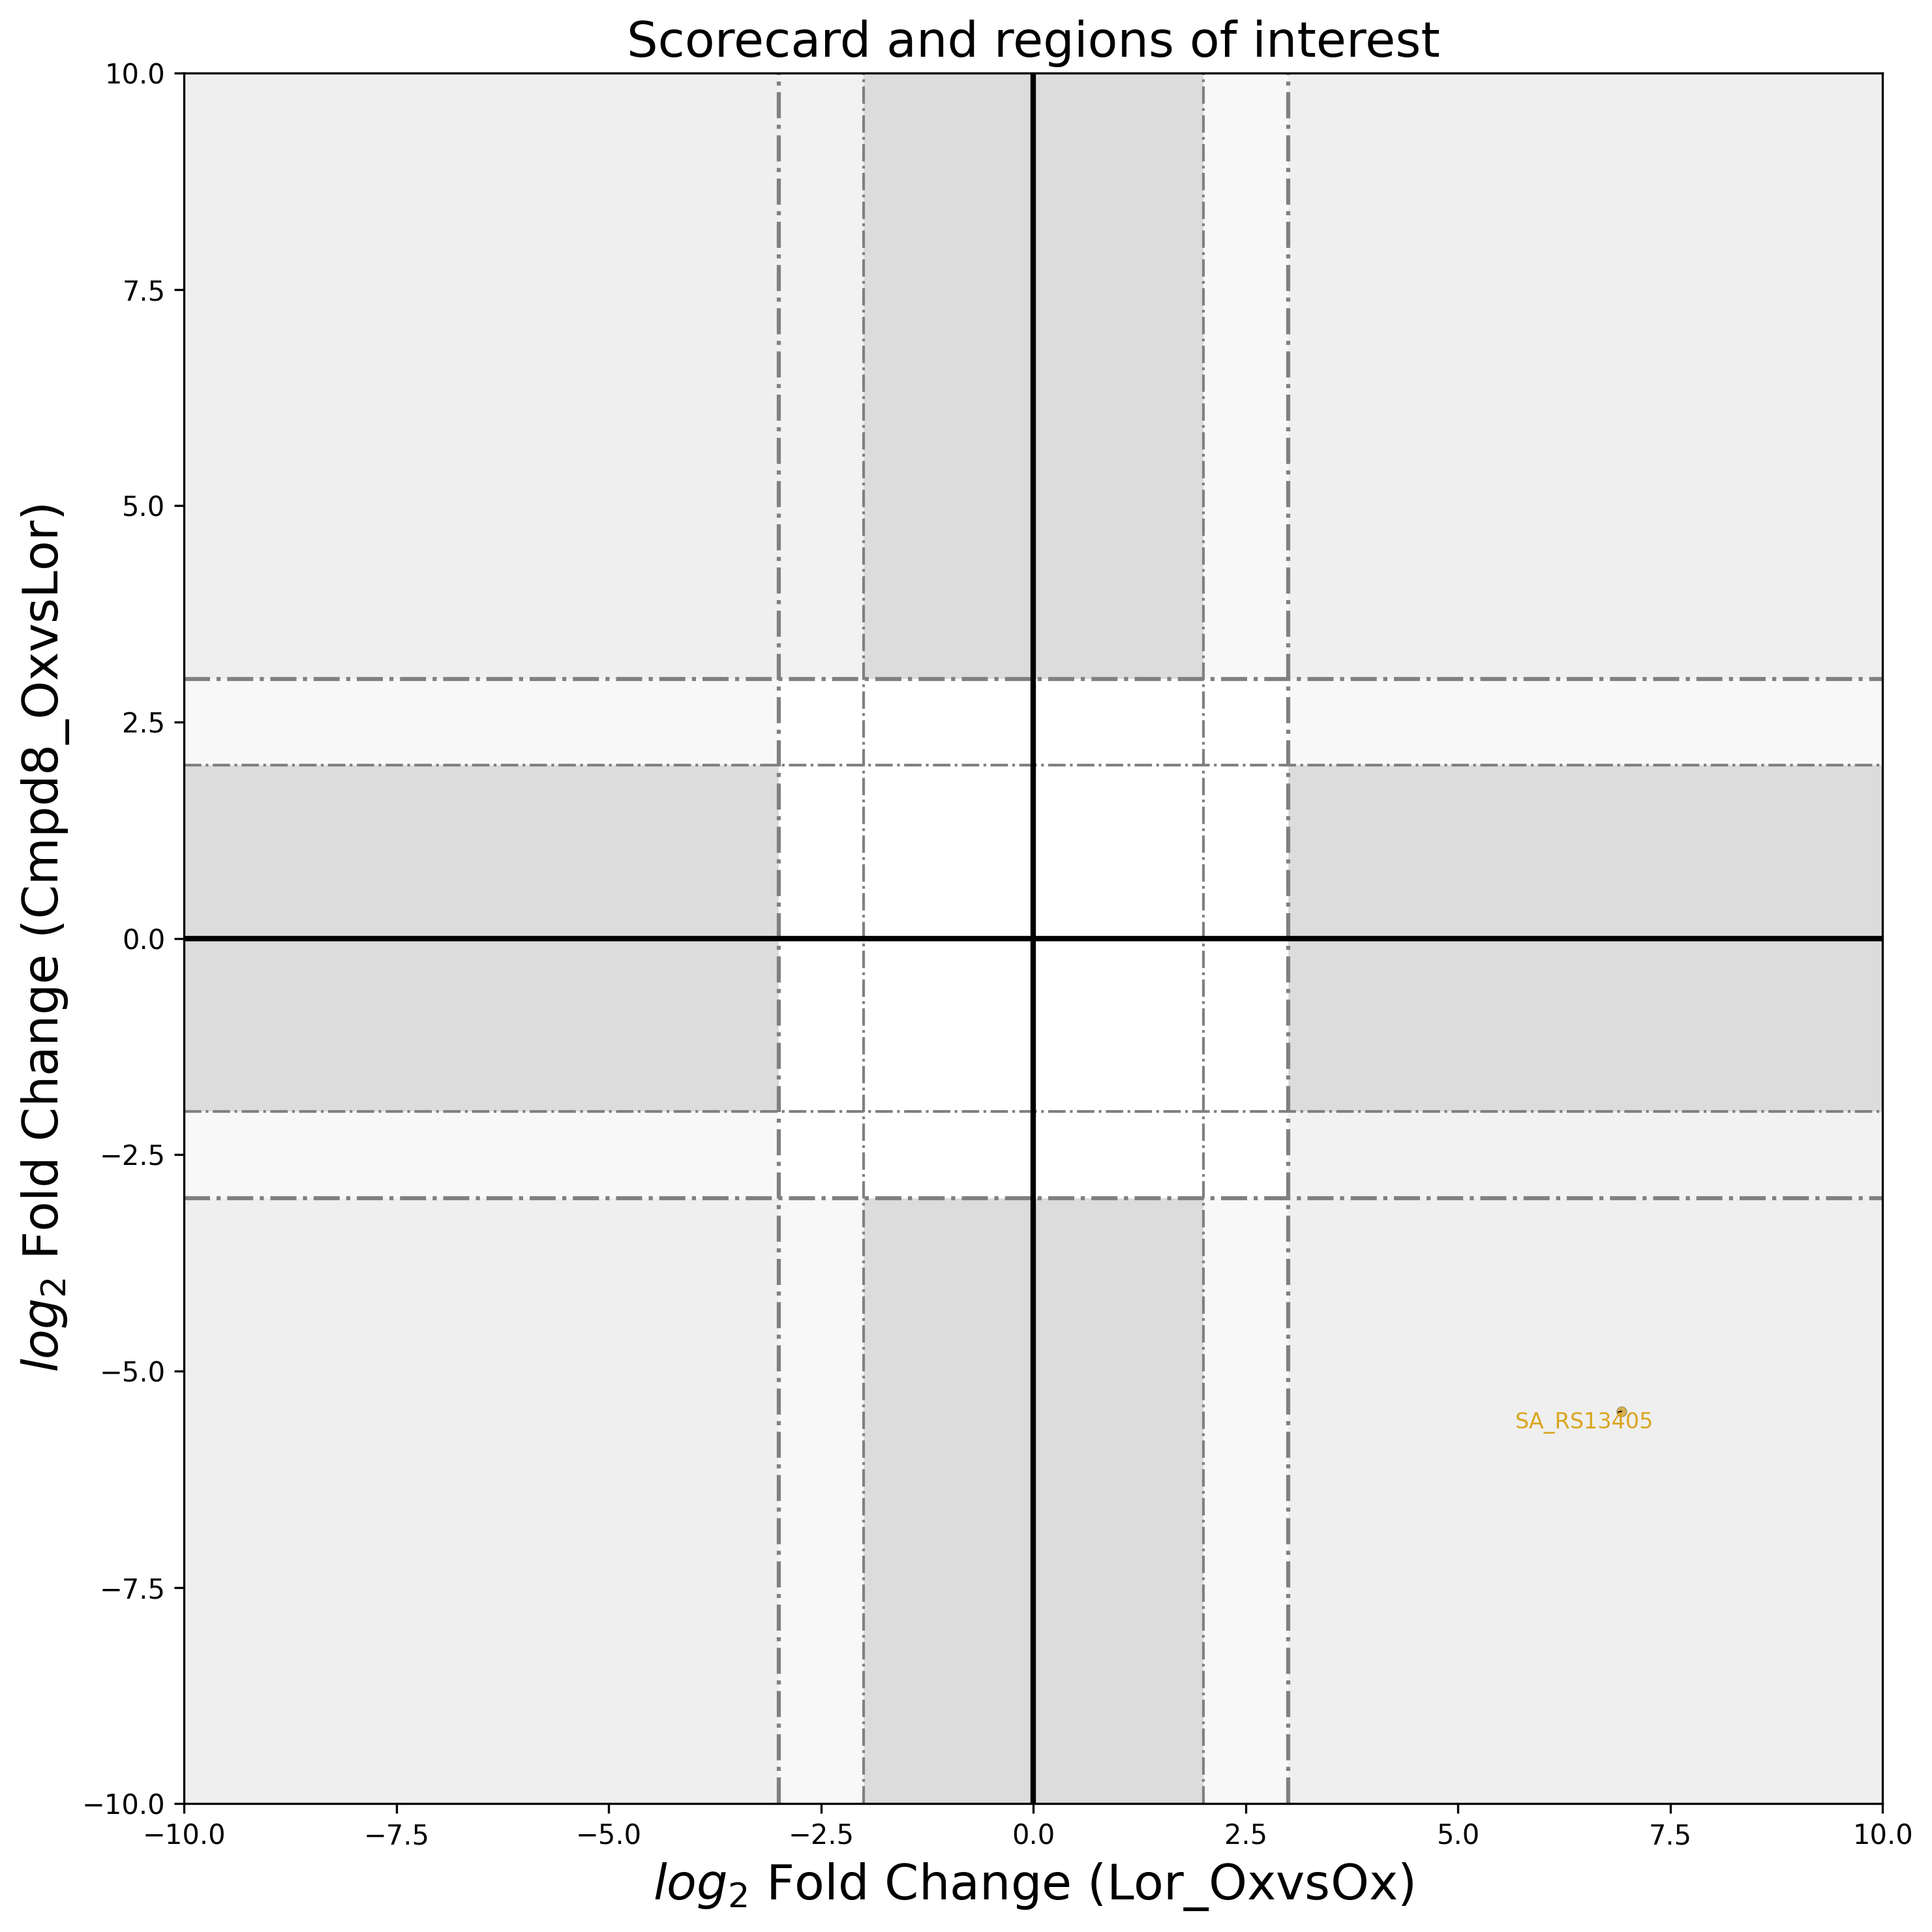 Scorecard and regions of interest
log2 Fold Change (Cmpd8_OxvsLor)
10.0
7.5
5.0
2.5
0.0
−2.5
−5.0
−7.5
−10.0
SA_RS13405
−10.0 −7.5 −5.0 −2.5 0.0 2.5 5.0 7.5 10.0
log2 Fold Change (Lor_OxvsOx)